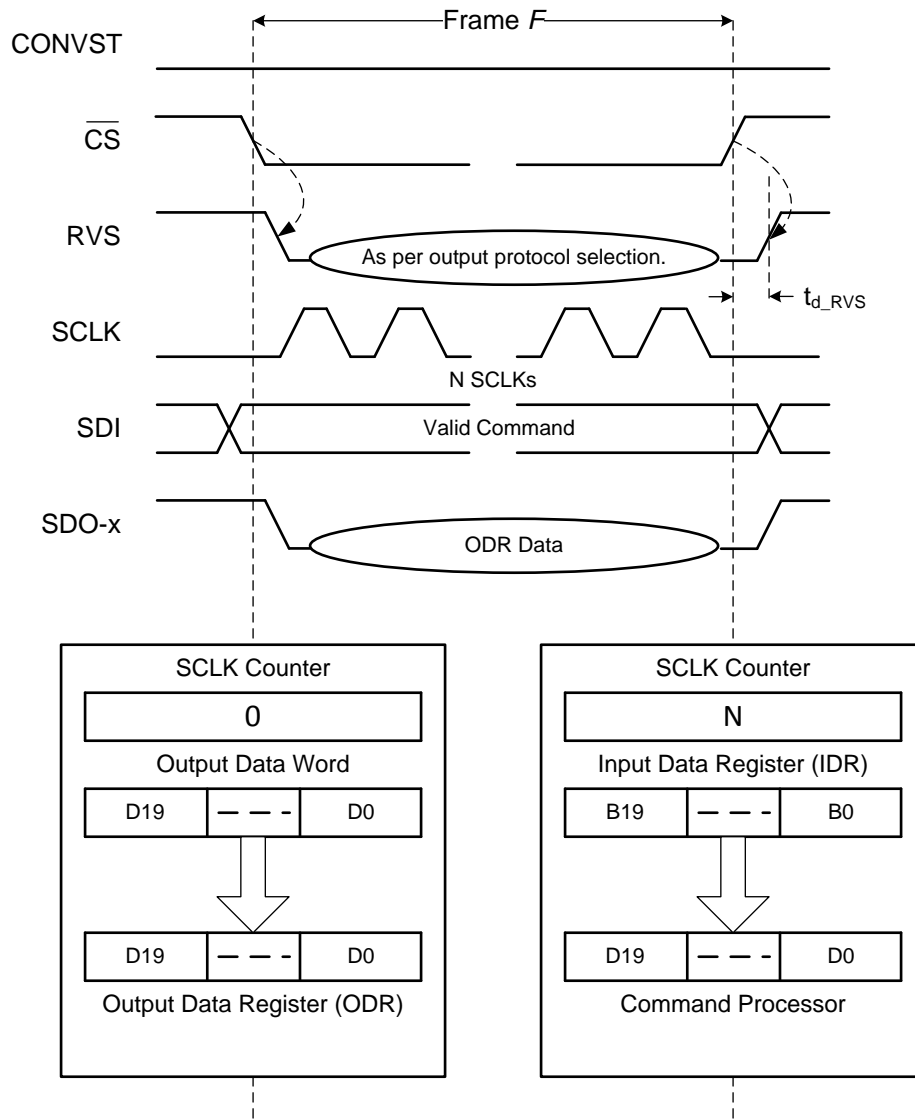 Frame F
CONVST
CS
RVS
As per output protocol selection.
td_RVS
SCLK
N SCLKs
SDI
Valid Command
SDO-x
ODR Data
SCLK Counter
0
Output Data Word
D19 D0
D19 D0
Output Data Register (ODR)
SCLK Counter
N
Input Data Register (IDR)
B19 B0
D19 D0
Command Processor